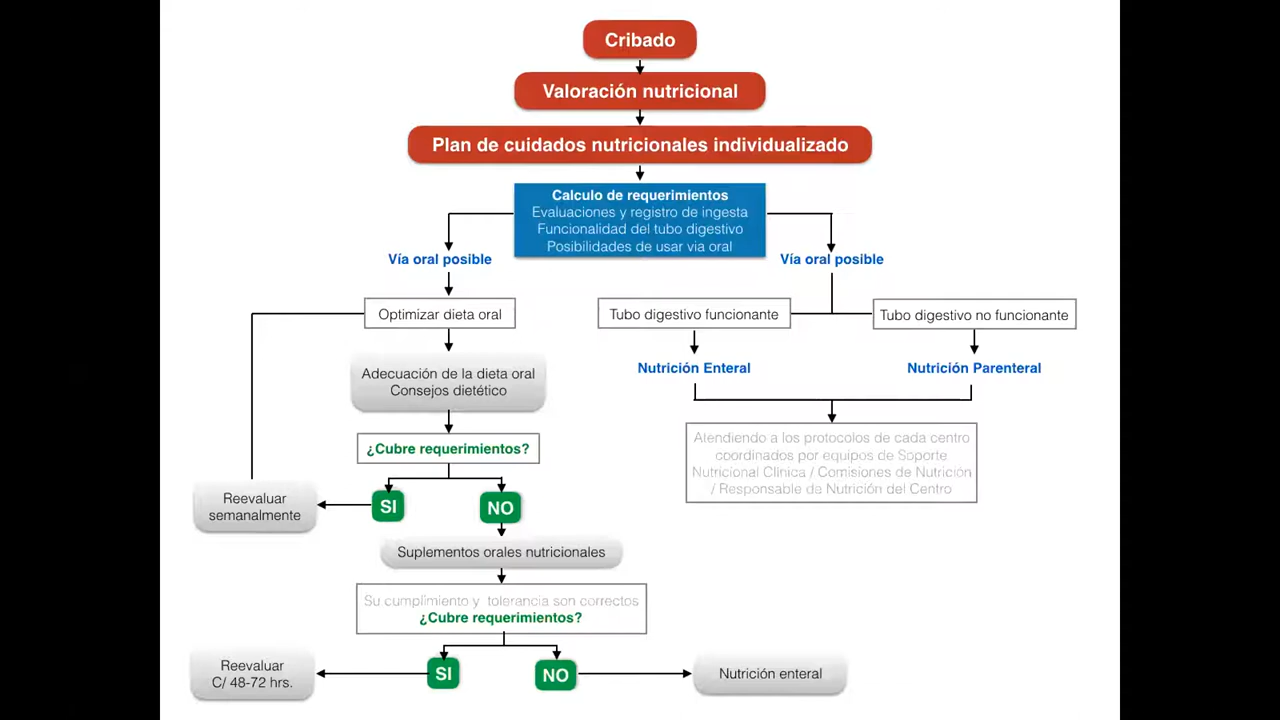 Cribado
Valoración nutricional
Plan de cuidados nutricionales individualizado
Calculo de requerimientos
Evaluaciones y registro de ingesta
Funcionalidad del tubo digestivo
Posibilidades de usar via oral
Vía oral posible
Vía oral posible
Optimizar dieta oral
Tubo digestivo funcionante
Tubo digestivo no funcionante
Adecuación de la dieta oral
Consejos dietético
Nutrición Enteral
Nutrición Parenteral
¿Cubre requerimientos?
Atendiendo a los protocolos de cada centro
coordinados por equipos de Soporte
Nutricional Clínica / Comisiones de Nutrición
/ Responsable de Nutrición del Centro
Reevaluar
semanalmente
SI
NO
Suplementos orales nutricionales
Su cumplimiento y tolerancia son correctos
¿Cubre requerimientos?
Reevaluar
C/ 48-72 hrs.
SI
NO
Nutrición enteral